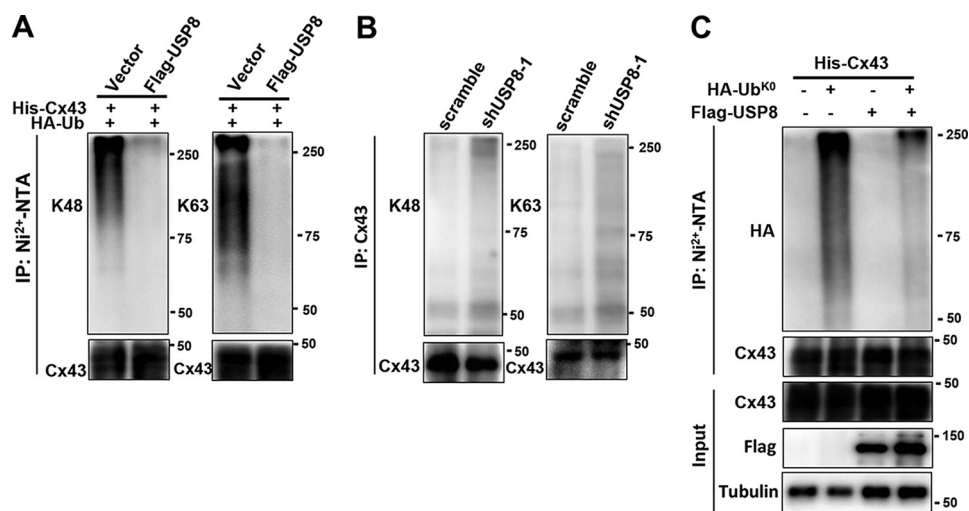 A
Vector
Flag-USP8
Vector
Flag-USP8
His-Cx43 + + + +
HA-Ub + + + +
IP: Ni²⁺-NTA
K48
- 250
- 75
- 50
K63
- 250
- 75
- 50
Cx43
- 50
Cx43
- 50
B
scramble
shUSP8-1
scramble
shUSP8-1
IP: Cx43
K48
- 250
- 75
- 50
K63
- 250
- 75
- 50
Cx43
- 50
Cx43
- 50
C
His-Cx43
HA-Ubᴷ⁰ - + - +
Flag-USP8 - - + +
IP: Ni²⁺-NTA
HA
- 250
- 75
- 50
Cx43
- 50
Input
Cx43
- 50
Flag
- 150
Tubulin
- 50